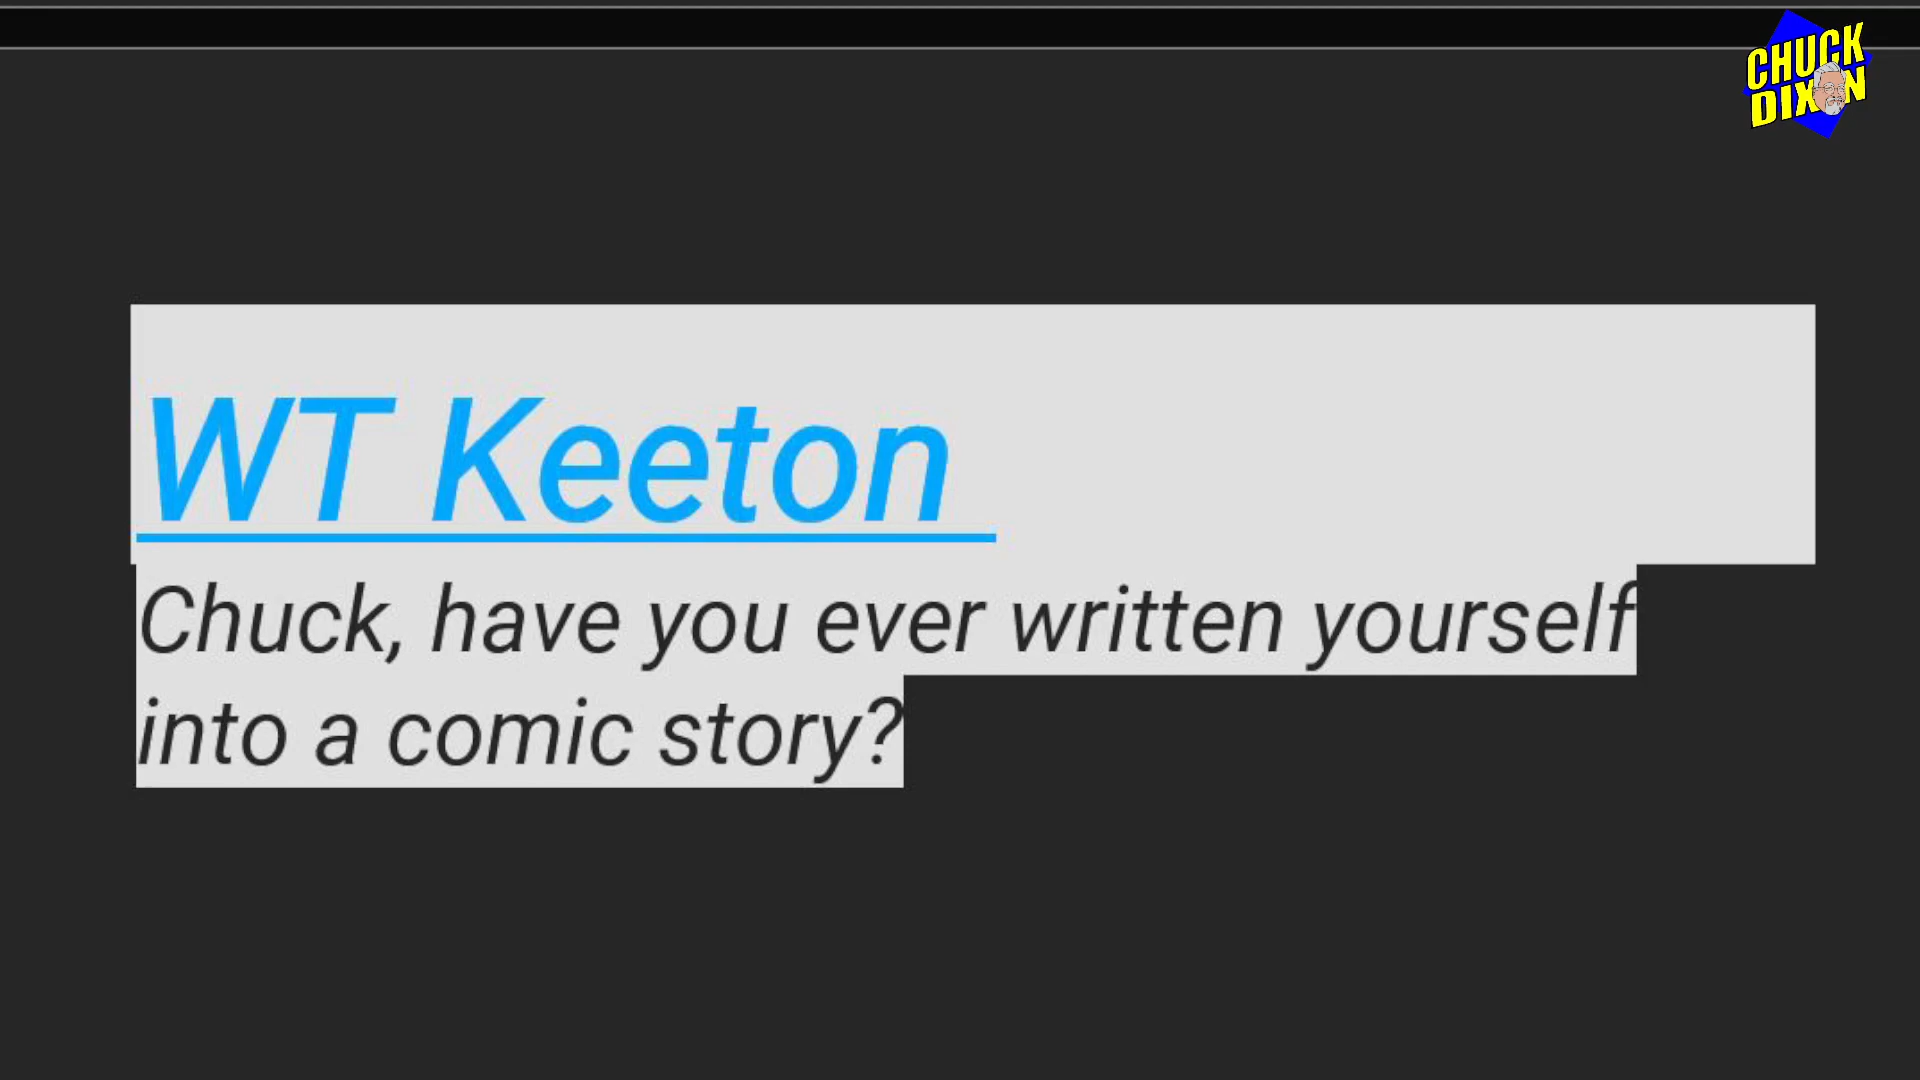 CHUCK
DIXON
WT Keeton
Chuck, have you ever written yourself
into a comic story?